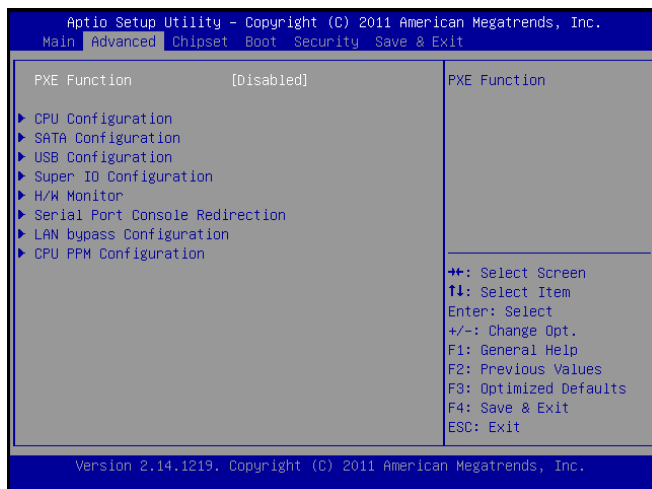 Aptio Setup Utility – Copyright (C) 2011 American Megatrends, Inc.
Main Advanced Chipset Boot Security Save & Exit
PXE Function [Disabled]
► CPU Configuration
► SATA Configuration
► USB Configuration
► Super IO Configuration
► H/W Monitor
► Serial Port Console Redirection
► LAN bypass Configuration
► CPU PPM Configuration
PXE Function
→←: Select Screen
↑↓: Select Item
Enter: Select
+/-: Change Opt.
F1: General Help
F2: Previous Values
F3: Optimized Defaults
F4: Save & Exit
ESC: Exit
Version 2.14.1219. Copyright (C) 2011 American Megatrends, Inc.